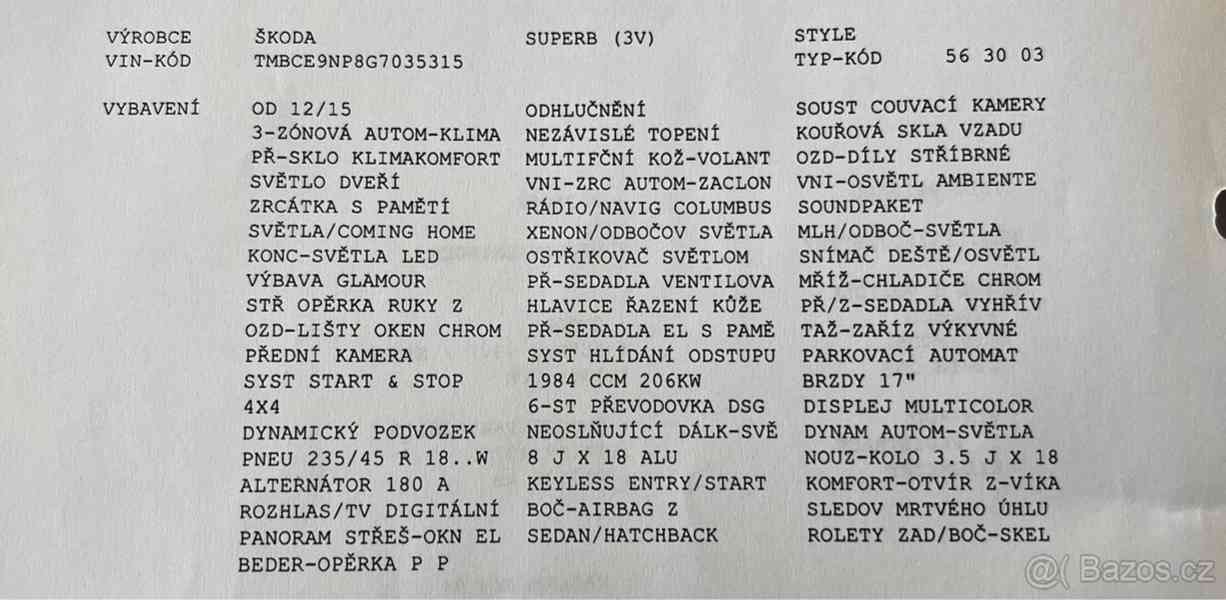 VÝROBCE ŠKODA SUPERB (3V) STYLE
VIN-KÓD TMBCE9NP8G7035315 TYP-KÓD 56 30 03
VYBAVENÍ OD 12/15 ODHLUČNĚNÍ SOUST COUVACÍ KAMERY
3-ZÓNOVÁ AUTOM-KLIMA NEZÁVISLÉ TOPENÍ KOUŘOVÁ SKLA VZADU
PŘ-SKLO KLIMAKOMFORT MULTIFČNÍ KOŽ-VOLANT OZD-DÍLY STŘÍBRNÉ
SVĚTLO DVEŘÍ VNI-ZRC AUTOM-ZACLON VNI-OSVĚTL AMBIENTE
ZRCÁTKA S PAMĚTÍ RÁDIO/NAVIG COLUMBUS SOUNDPAKET
SVĚTLA/COMING HOME XENON/ODBOČOV SVĚTLA MLH/ODBOČ-SVĚTLA
KONC-SVĚTLA LED OSTŘIKOVAČ SVĚTLOM SNÍMAČ DEŠTĚ/OSVĚTL
VÝBAVA GLAMOUR PŘ-SEDADLA VENTILOVA MŘÍŽ-CHLADIČE CHROM
STŘ OPĚRKA RUKY Z HLAVICE ŘAZENÍ KŮŽE PŘ/Z-SEDADLA VYHŘÍV
OZD-LIŠTY OKEN CHROM PŘ-SEDADLA EL S PAMĚ TAŽ-ZAŘÍZ VÝKYVNÉ
PŘEDNÍ KAMERA SYST HLÍDÁNÍ ODSTUPU PARKOVACÍ AUTOMAT
SYST START & STOP 1984 CCM 206KW BRZDY 17"
4X4 6-ST PŘEVODOVKA DSG DISPLEJ MULTICOLOR
DYNAMICKÝ PODVOZEK NEOSLŇUJÍCÍ DÁLK-SVĚ DYNAM AUTOM-SVĚTLA
PNEU 235/45 R 18..W 8 J X 18 ALU NOUZ-KOLO 3.5 J X 18
ALTERNÁTOR 180 A KEYLESS ENTRY/START KOMFORT-OTVÍR Z-VÍKA
ROZHLAS/TV DIGITÁLNÍ BOČ-AIRBAG Z SLEDOV MRTVÉHO ÚHLU
PANORAM STŘEŠ-OKN EL SEDAN/HATCHBACK ROLETY ZAD/BOČ-SKEL
BEDER-OPĚRKA P P
Bazos.cz